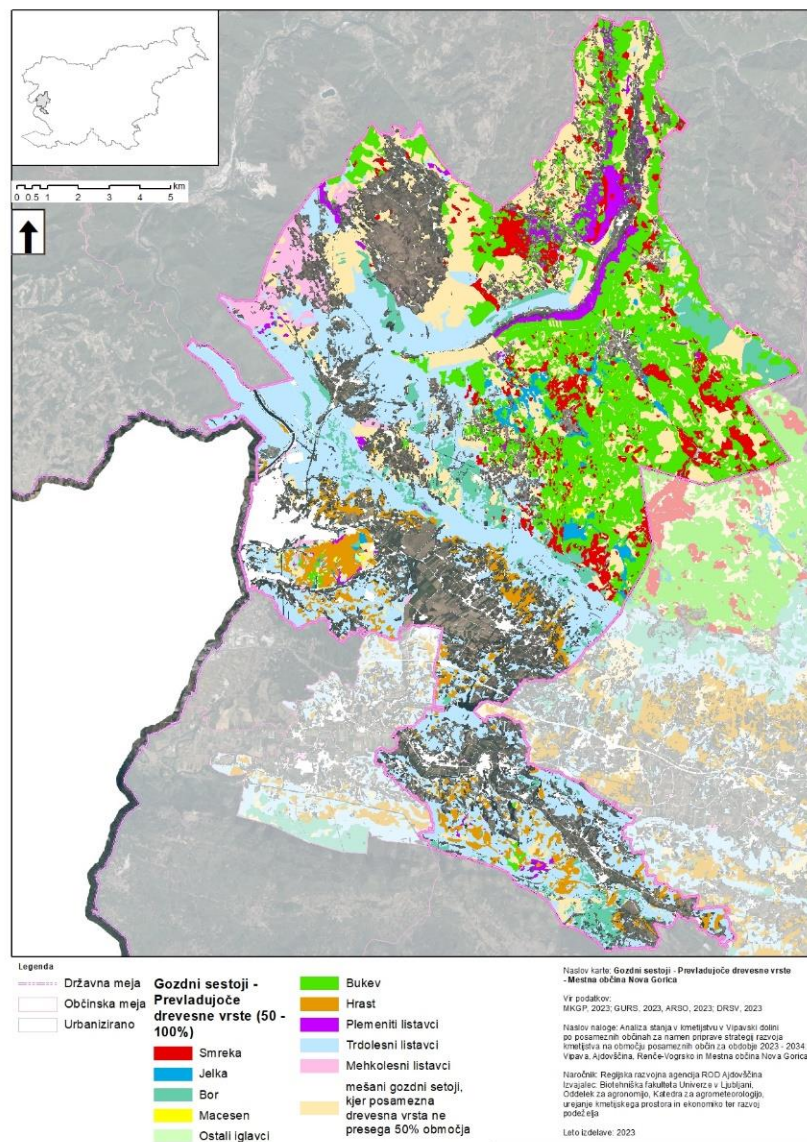 km
0 0,5 1 2 3 4 5
Legenda
Državna meja
Občinska meja
Urbanizirano
Gozdni sestoji -
Prevladujoče
drevesne vrste (50 -
100%)
Smreka
Jelka
Bor
Macesen
Ostali iglavci
Bukev
Hrast
Plemeniti listavci
Trdolesni listavci
Mehkolesni listavci
mešani gozdni setoji,
kjer posamezna
drevesna vrsta ne
presega 50% območja
Naslov karte: Gozdni sestoji - Prevladujoče drevesne vrste
- Mestna občina Nova Gorica
Vir podatkov:
MKGP, 2023; GURS, 2023, ARSO, 2023; DRSV, 2023
Naslov naloge: Analiza stanja v kmetijstvu v Vipavski dolini
po posameznih občinah za namen priprave strategij razvoja
kmetijstva na območju posameznih občin za obdobje 2023 - 2034:
Vipava, Ajdovščina, Renče-Vogrsko in Mestna občina Nova Gorica
Naročnik: Regijska razvojna agencija ROD Ajdovščina
Izvajalec: Biotehniška fakulteta Univerze v Ljubljani,
Oddelek za agronomijo, Katedra za agrometeorologijo,
urejanje kmetijskega prostora in ekonomiko ter razvoj
podeželja
Leto izdelave: 2023